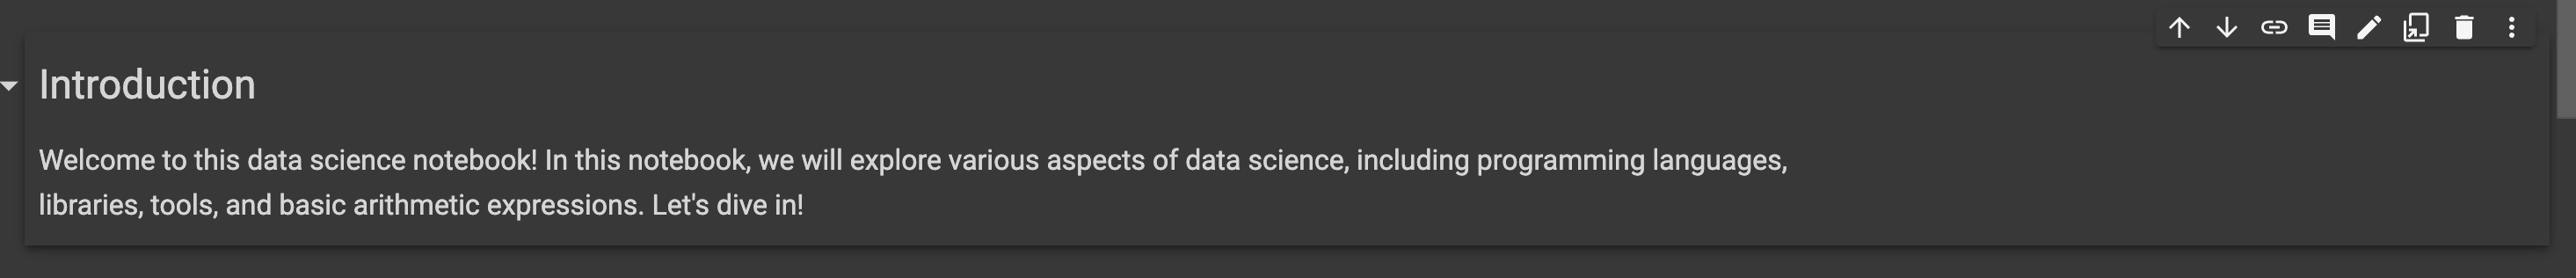 Introduction
Welcome to this data science notebook! In this notebook, we will explore various aspects of data science, including programming languages,
libraries, tools, and basic arithmetic expressions. Let's dive in!